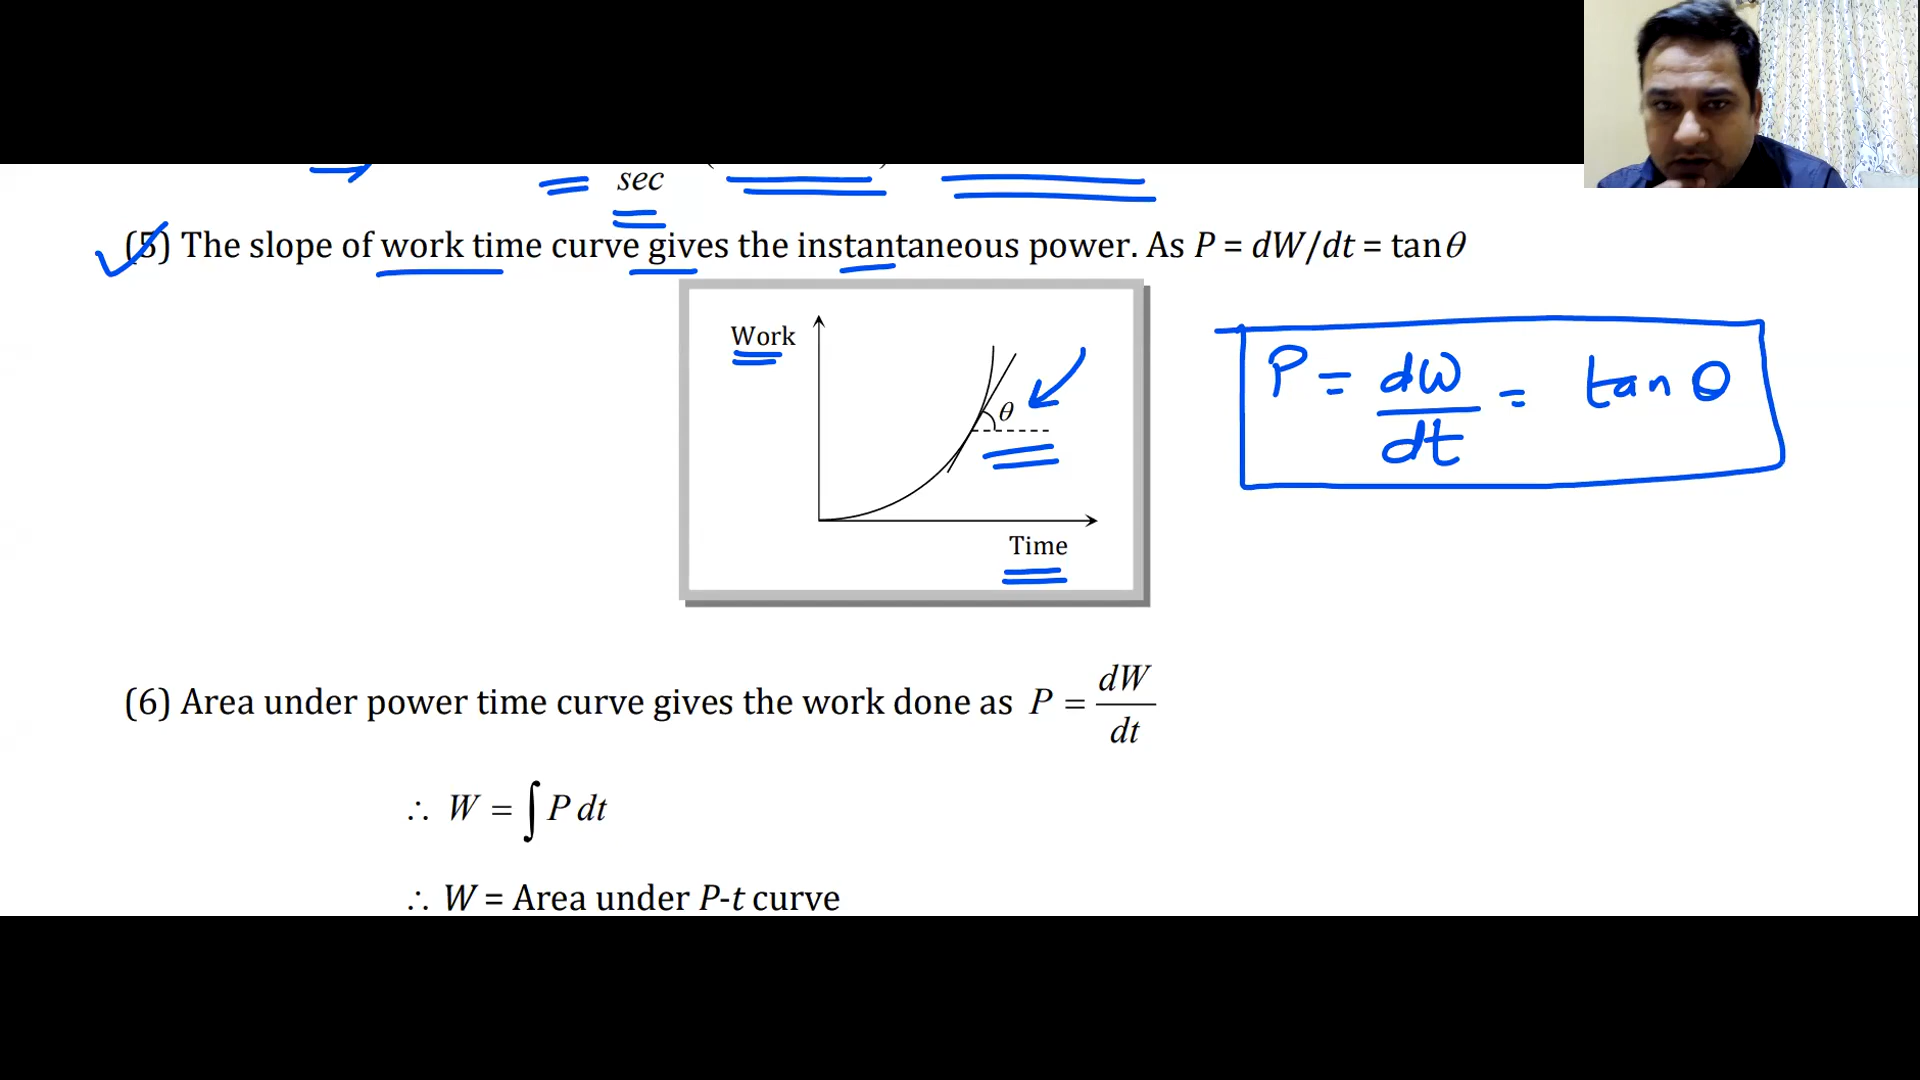 sec
(5) The slope of work time curve gives the instantaneous power. As P = dW/dt = tanθ
Work
θ
Time
P = dW/dt = tan θ
(6) Area under power time curve gives the work done as P = dW/dt
∴ W = ∫ P dt
∴ W = Area under P-t curve